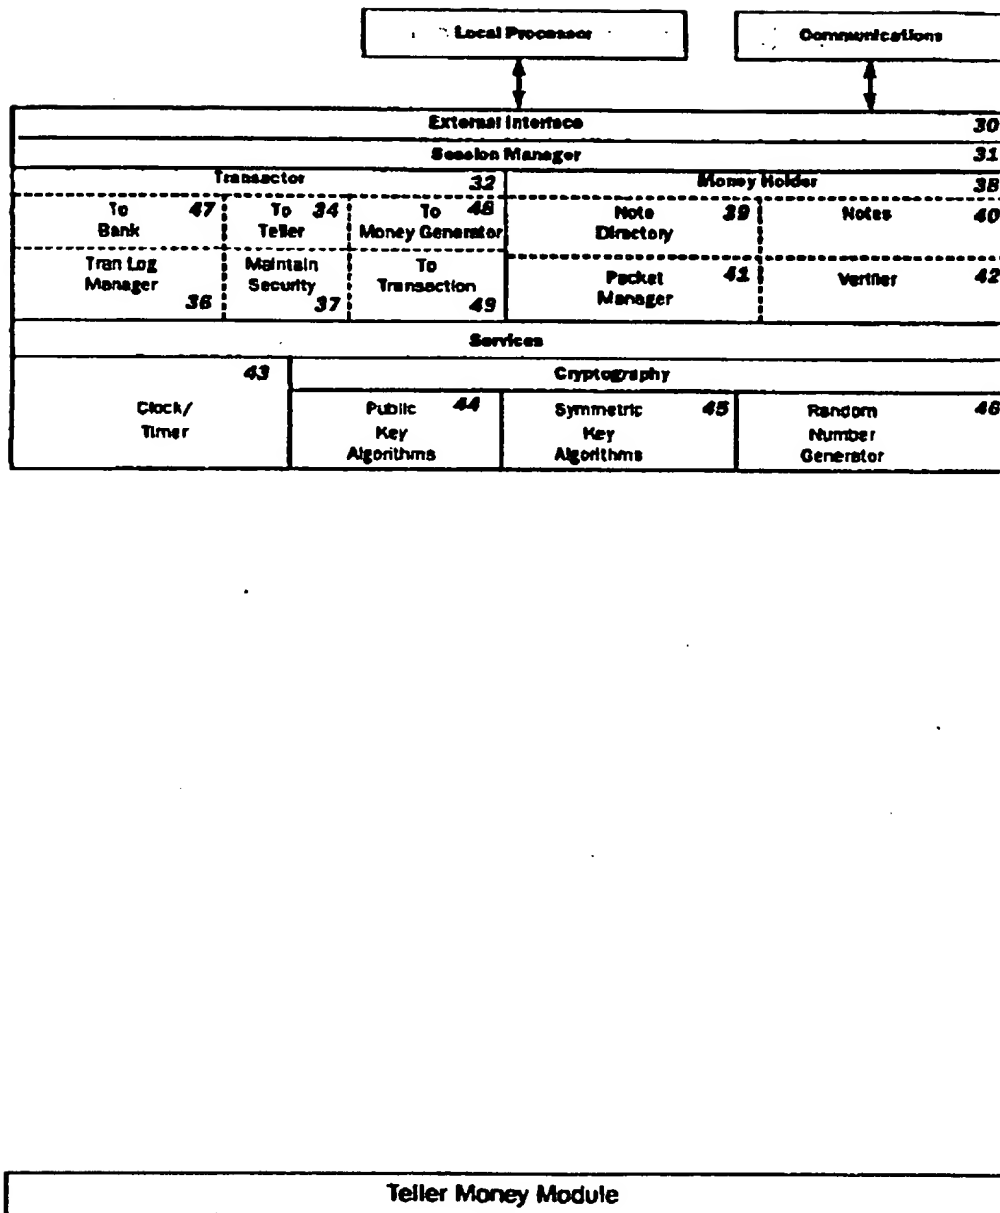 Local Processor
Communications
External Interface 30
Session Manager 31
Transactor 32
Money Holder 38
To 47
Bank
To 34
Teller
To 48
Money Generator
Note 39
Directory
Notes 40
Tran Log
Manager
36
Maintain
Security
37
To
Transaction
49
Packet 41
Manager
Verifier 42
Services
43
Clock/
Timer
Cryptography
Public 44
Key
Algorithms
Symmetric 45
Key
Algorithms
Random 46
Number
Generator
Teller Money Module